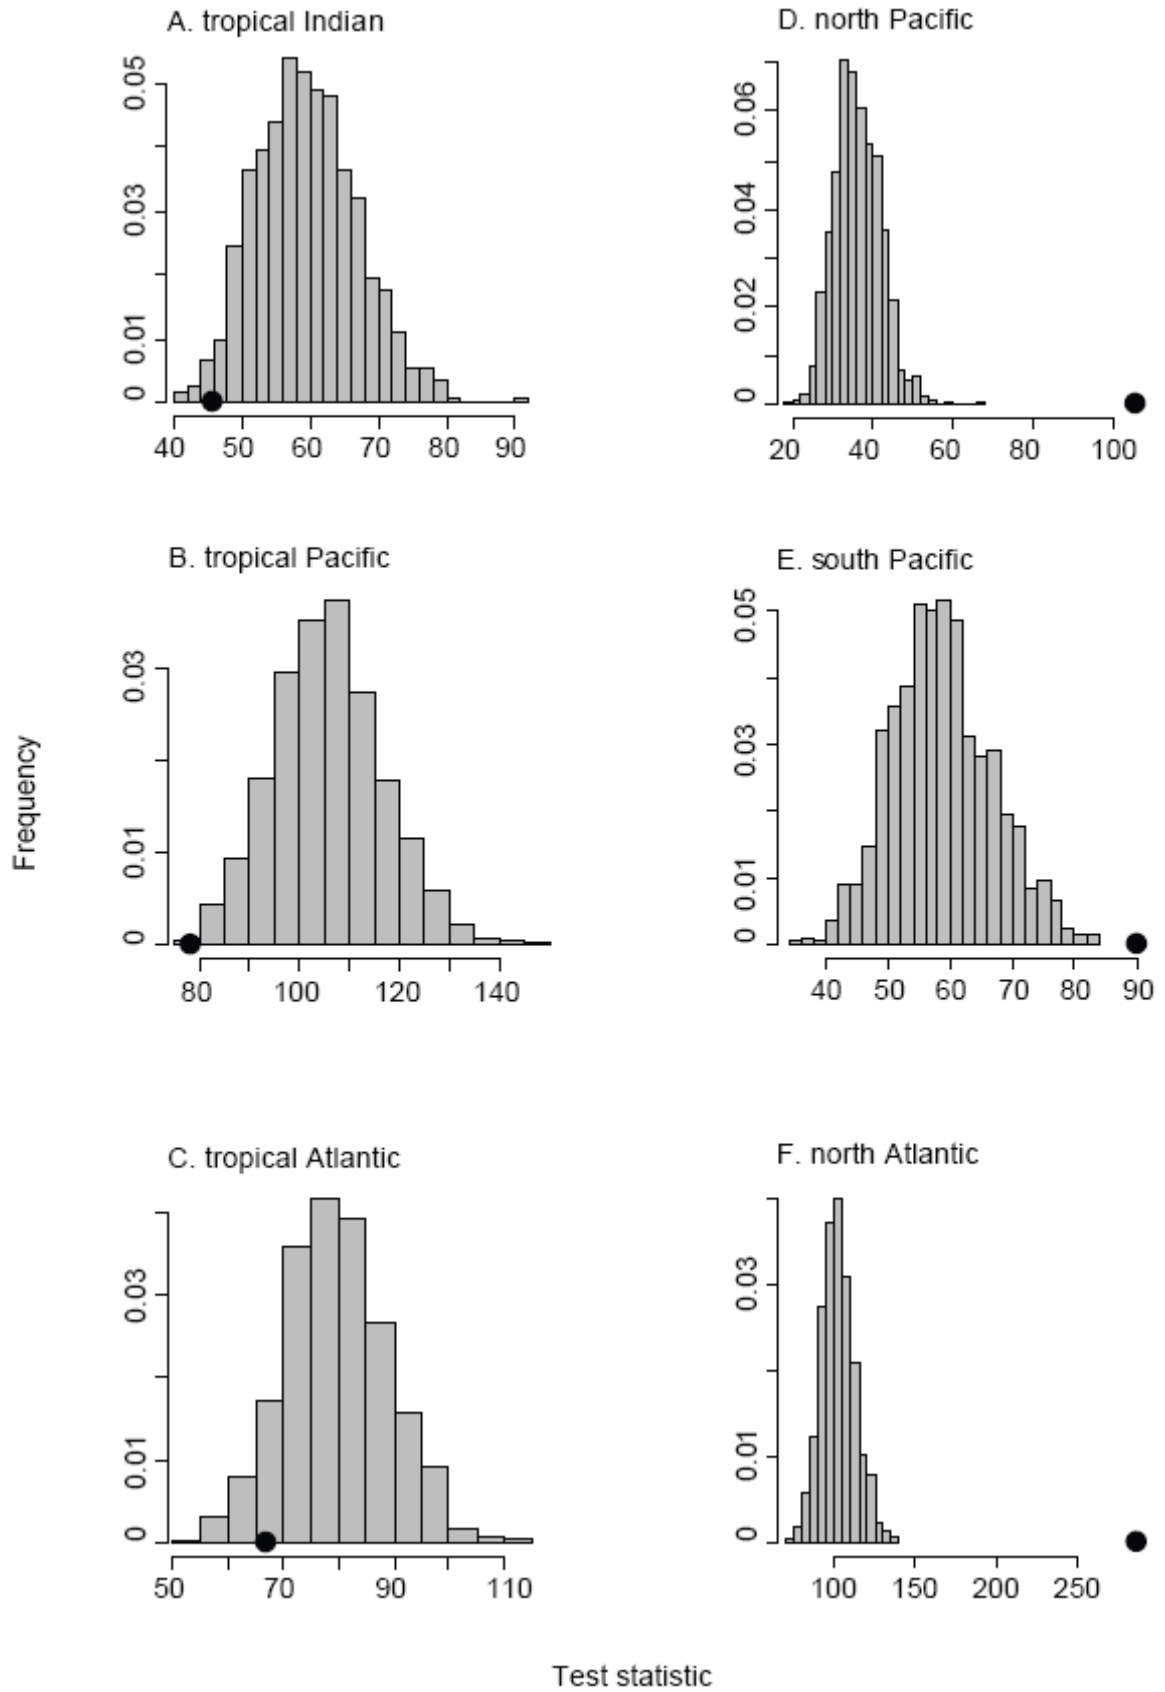 A. tropical Indian
0.05
0.03
0.01
0
40 50 60 70 80 90
D. north Pacific
0.06
0.04
0.02
0
20 40 60 80 100
B. tropical Pacific
0.03
0.01
0
80 100 120 140
E. south Pacific
0.05
0.03
0.01
0
40 50 60 70 80 90
Frequency
C. tropical Atlantic
0.03
0.01
0
50 70 90 110
F. north Atlantic
0.03
0.01
0
100 150 200 250
Test statistic